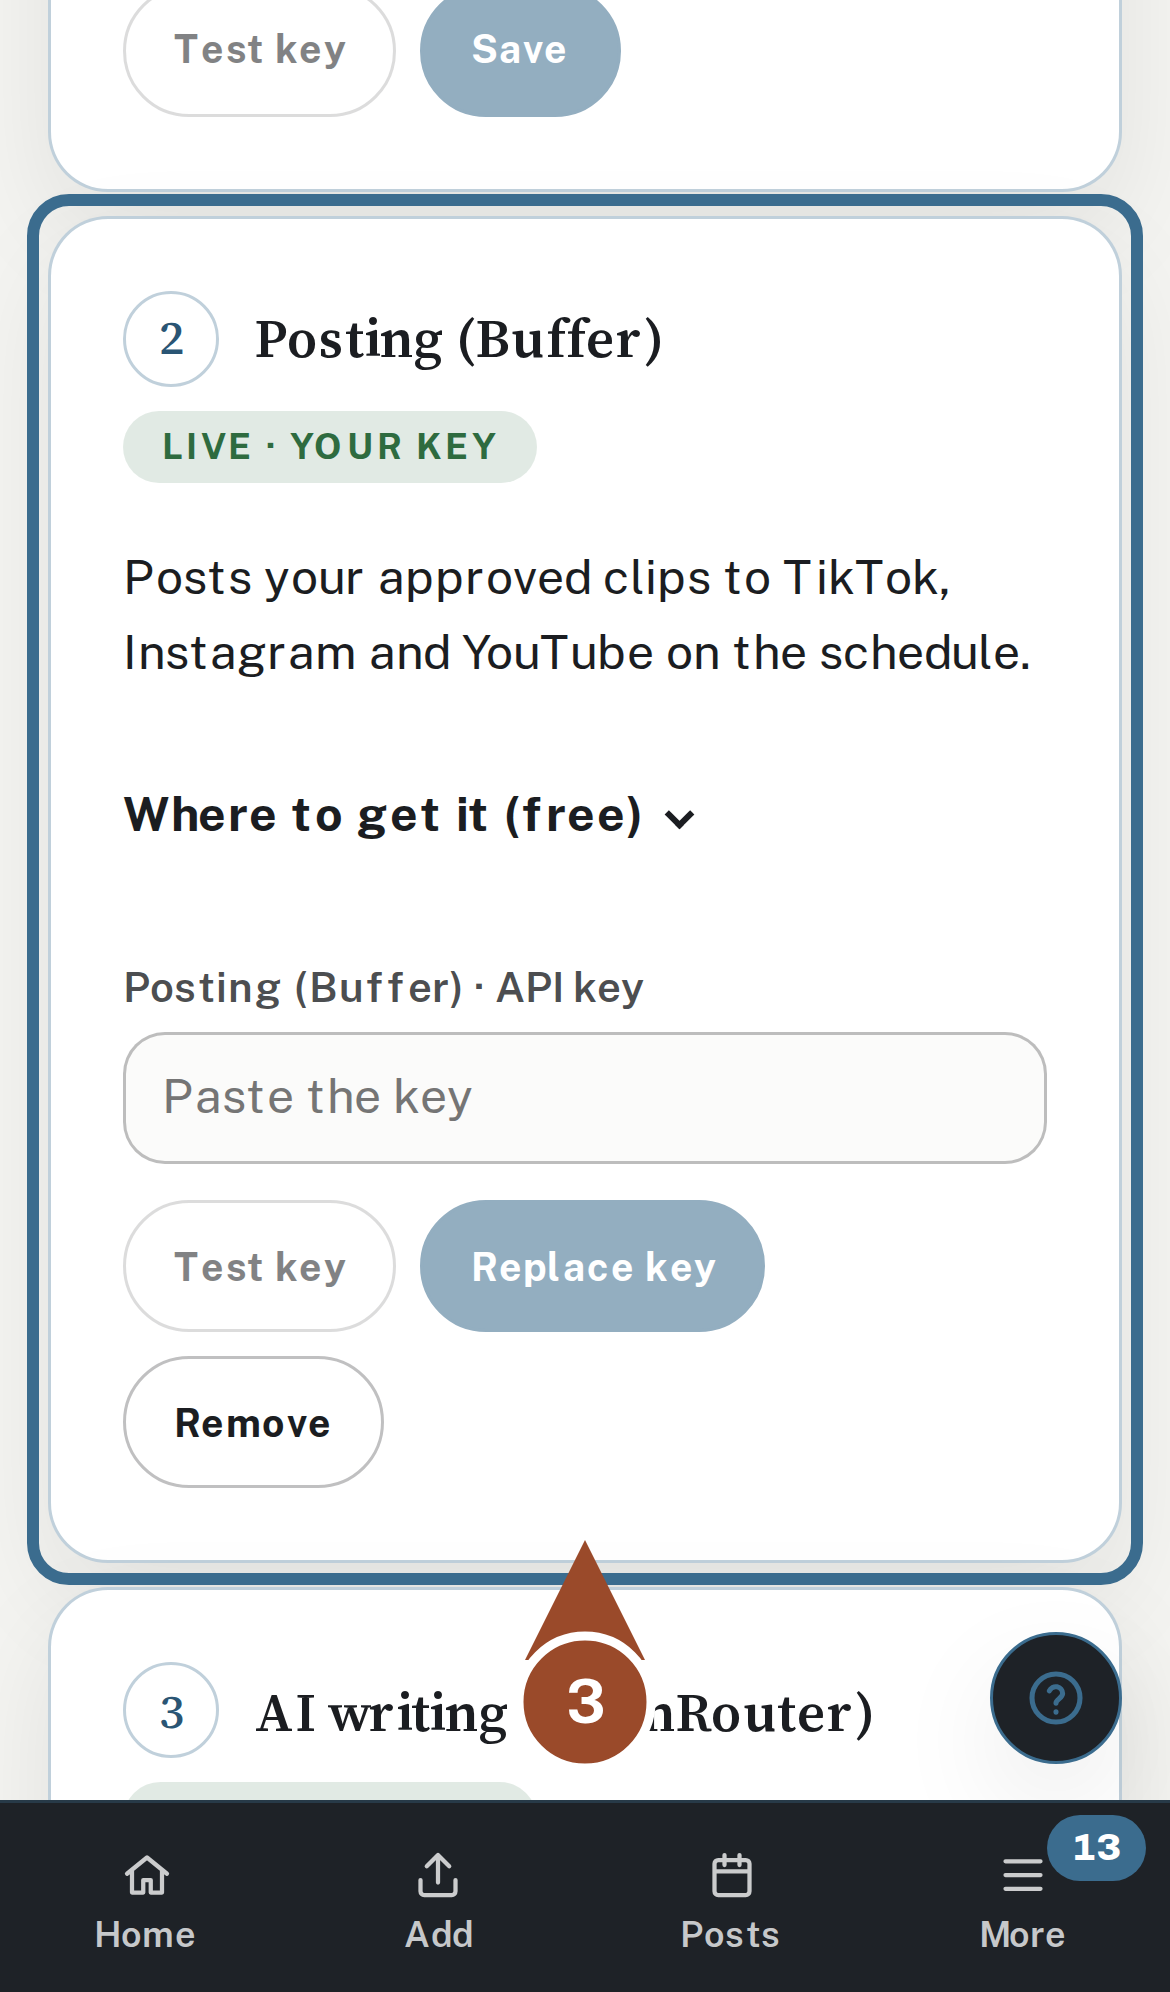 Test key
Save
2
Posting (Buffer)
LIVE · YOUR KEY
Posts your approved clips to TikTok,
Instagram and YouTube on the schedule.
Where to get it (free)
Posting (Buffer) · API key
Paste the key
Test key
Replace key
Remove
3
AI writing
nRouter)
3
?
13
Home
Add
Posts
More